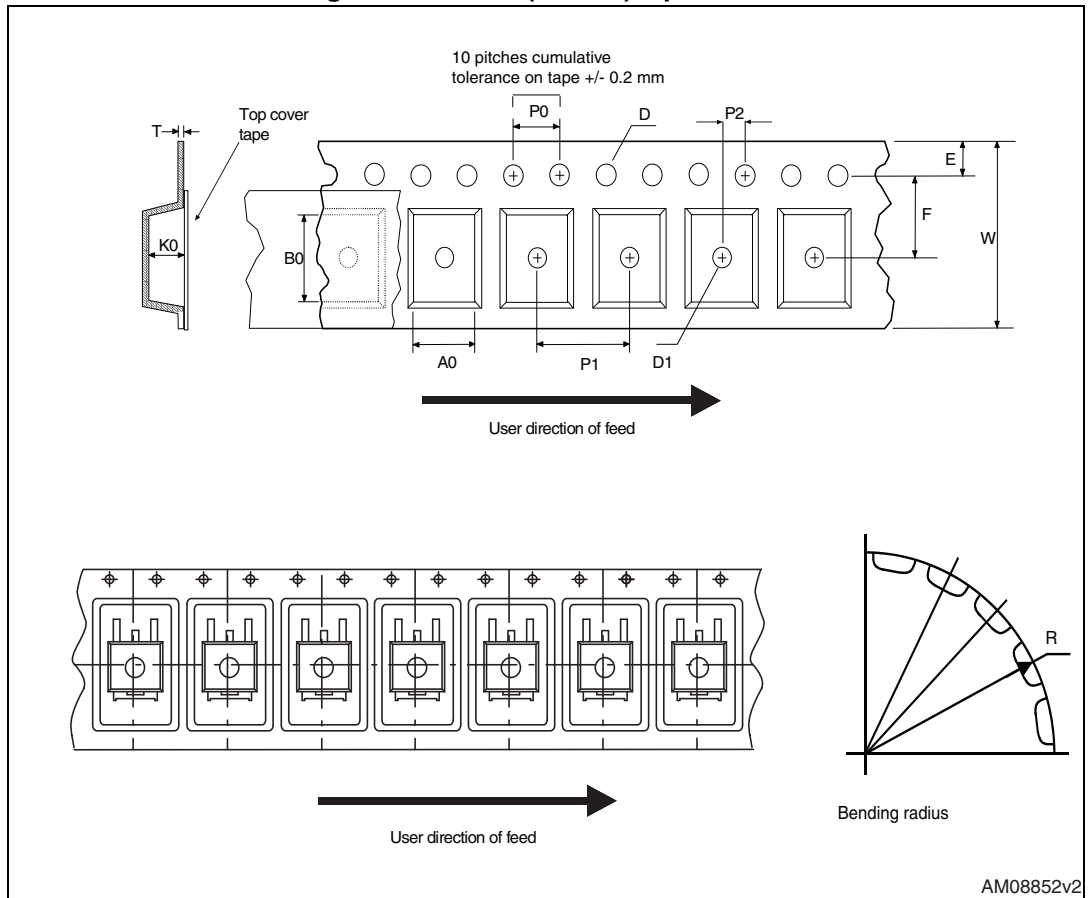 10 pitches cumulative
tolerance on tape +/- 0.2 mm
Top cover
tape
T
P0
D
P2
E
F
W
K0
B0
A0
P1
D1
User direction of feed
R
User direction of feed
Bending radius
AM08852v2